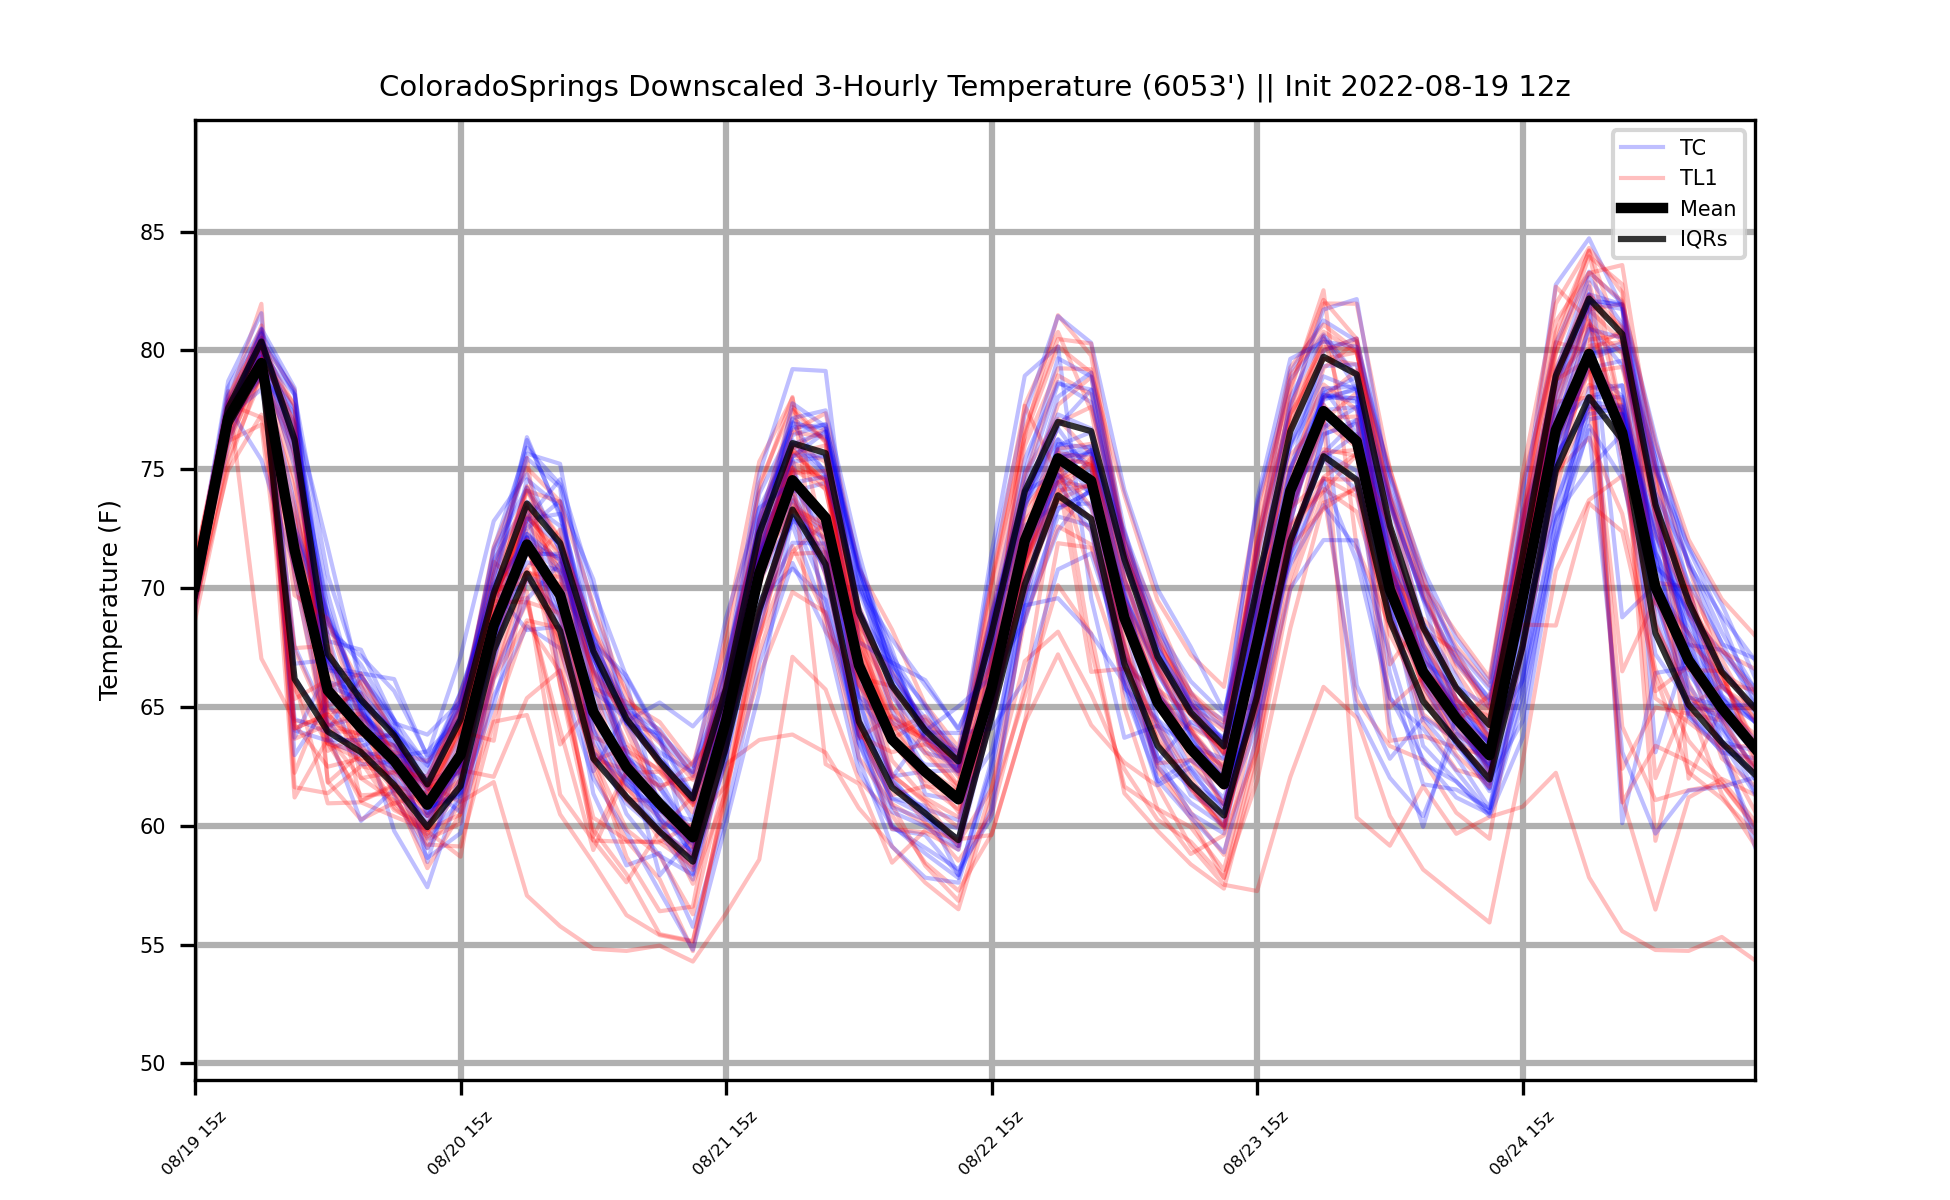 ColoradoSprings Downscaled 3-Hourly Temperature (6053') || Init 2022-08-19 12z
TC
TL1
Mean
IQRs
Temperature (F)
85
80
75
70
65
60
55
50
08/19 15z
08/20 15z
08/21 15z
08/22 15z
08/23 15z
08/24 15z